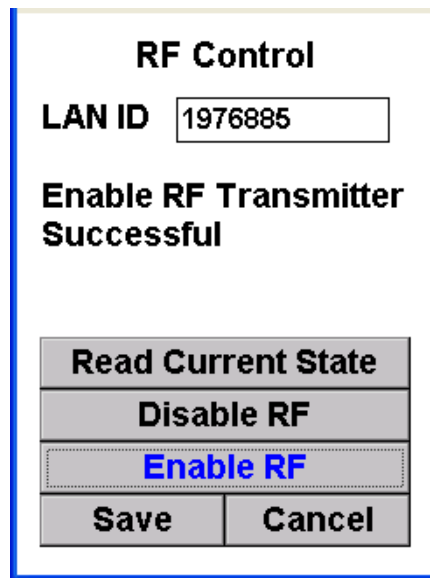 RF Control
LAN ID 1976885
Enable RF Transmitter
Successful
Read Current State
Disable RF
Enable RF
Save Cancel